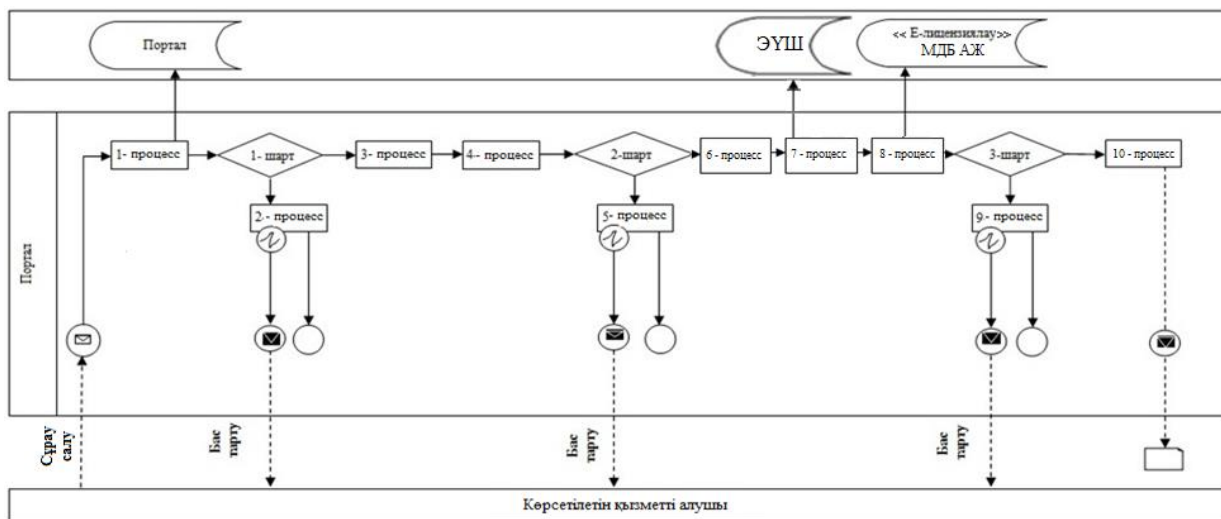 Портал
ЭҮШ
<< Е-лицензиялау>>
МДБ АЖ
Портал
1- процесс
1- шарт
3- процесс
4- процесс
2-шарт
6 - процесс
7 - процесс
8 - процесс
3-шарт
10 - процесс
2 - процесс
5- процесс
9- процесс
Сұрау
салу
Бас
тарту
Бас
тарту
Бас
тарту
Көрсетілетін қызметті алушы